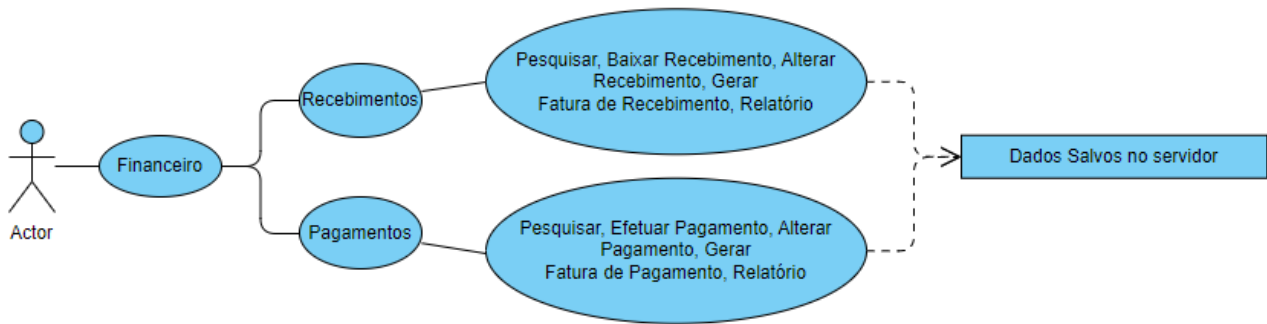 Actor
Financeiro
Recebimentos
Pagamentos
Pesquisar, Baixar Recebimento, Alterar
Recebimento, Gerar
Fatura de Recebimento, Relatório
Pesquisar, Efetuar Pagamento, Alterar
Pagamento, Gerar
Fatura de Pagamento, Relatório
Dados Salvos no servidor